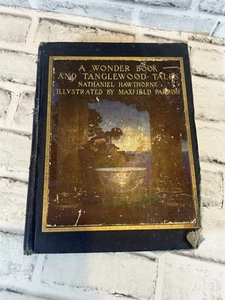 A WONDER BOOK
AND TANGLEWOOD TALES
NATHANIEL HAWTHORNE
ILLUSTRATED BY MAXFIELD PARRISH